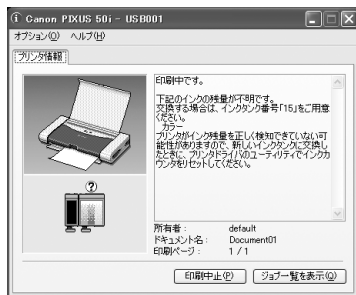 Canon PIXUS 50i - USB001
オプション(O) ヘルプ(H)
プリンタ情報
印刷中です。
下記のインクの残量が不明です。
交換する場合は、インクタンク番号「15」をご用意
ください。
カラー
プリンタがインク残量を正しく検知できていない可
能性がありますので、新しいインクタンクに交換し
たときに、プリンタドライバのユーティリティでインクカ
ウンタをリセットしてください。
?
所有者： default
ドキュメント名： Document01
印刷ページ： 1 / 1
印刷中止(P) ジョブ一覧を表示(Q)